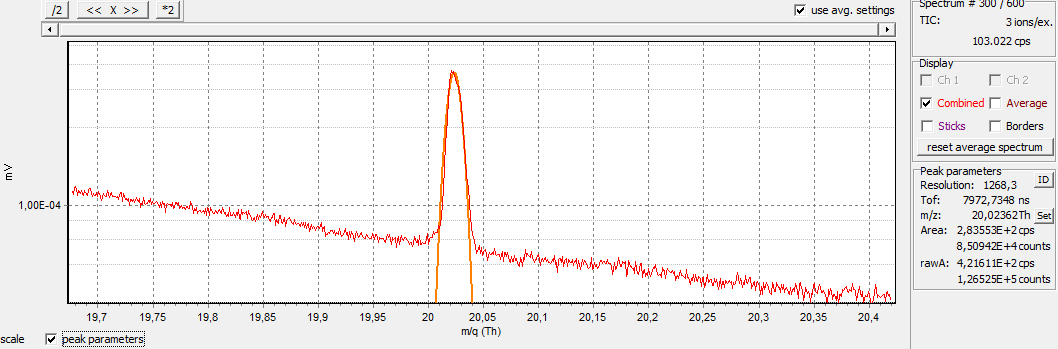 /2 << X >> *2
use avg. settings
mV
1,00E-04
19,7 19,75 19,8 19,85 19,9 19,95 20 20,05 20,1 20,15 20,2 20,25 20,3 20,35 20,4
m/q (Th)
scale
peak parameters
Spectrum # 300 / 600
TIC: 3 ions/ex.
103.022 cps
Display
Ch 1 Ch 2
Combined Average
Sticks Borders
reset average spectrum
Peak parameters
ID
Resolution: 1268,3
Tof: 7972,7348 ns
m/z: 20,02362Th Set
Area: 2,83553E+2 cps
8,50942E+4 counts
rawA: 4,21611E+2 cps
1,26525E+5 counts